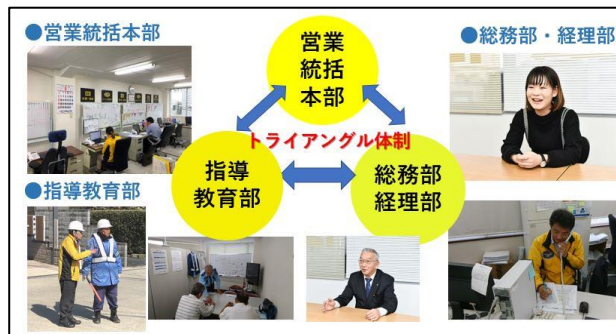 ●営業統括本部
営業
統括
本部
●総務部・経理部
トライアングル体制
指導
教育部
総務部
経理部
●指導教育部